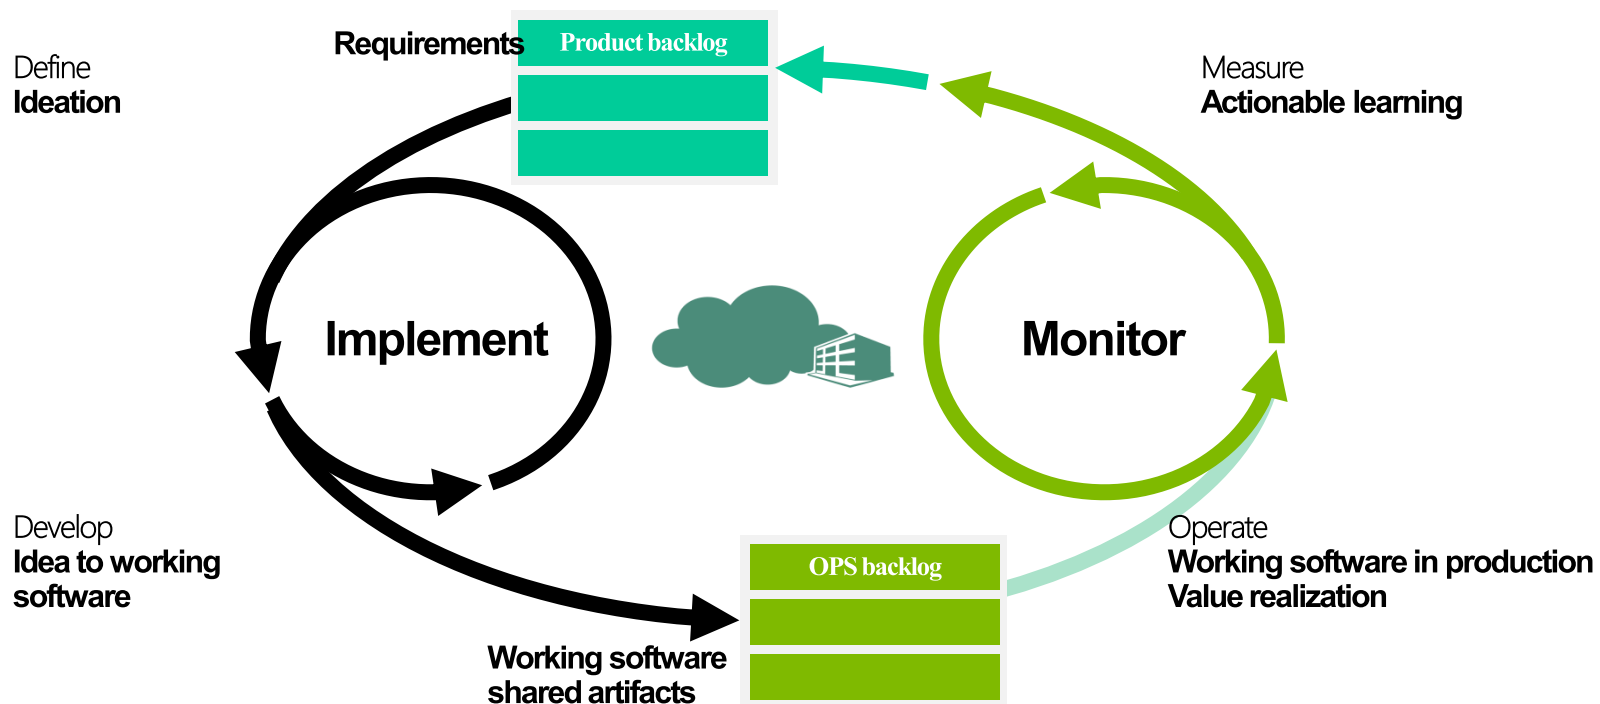 Requirements
Product backlog
Define
Ideation
Measure
Actionable learning
Implement
Monitor
Develop
Idea to working
software
Operate
Working software in production
Value realization
OPS backlog
Working software
shared artifacts